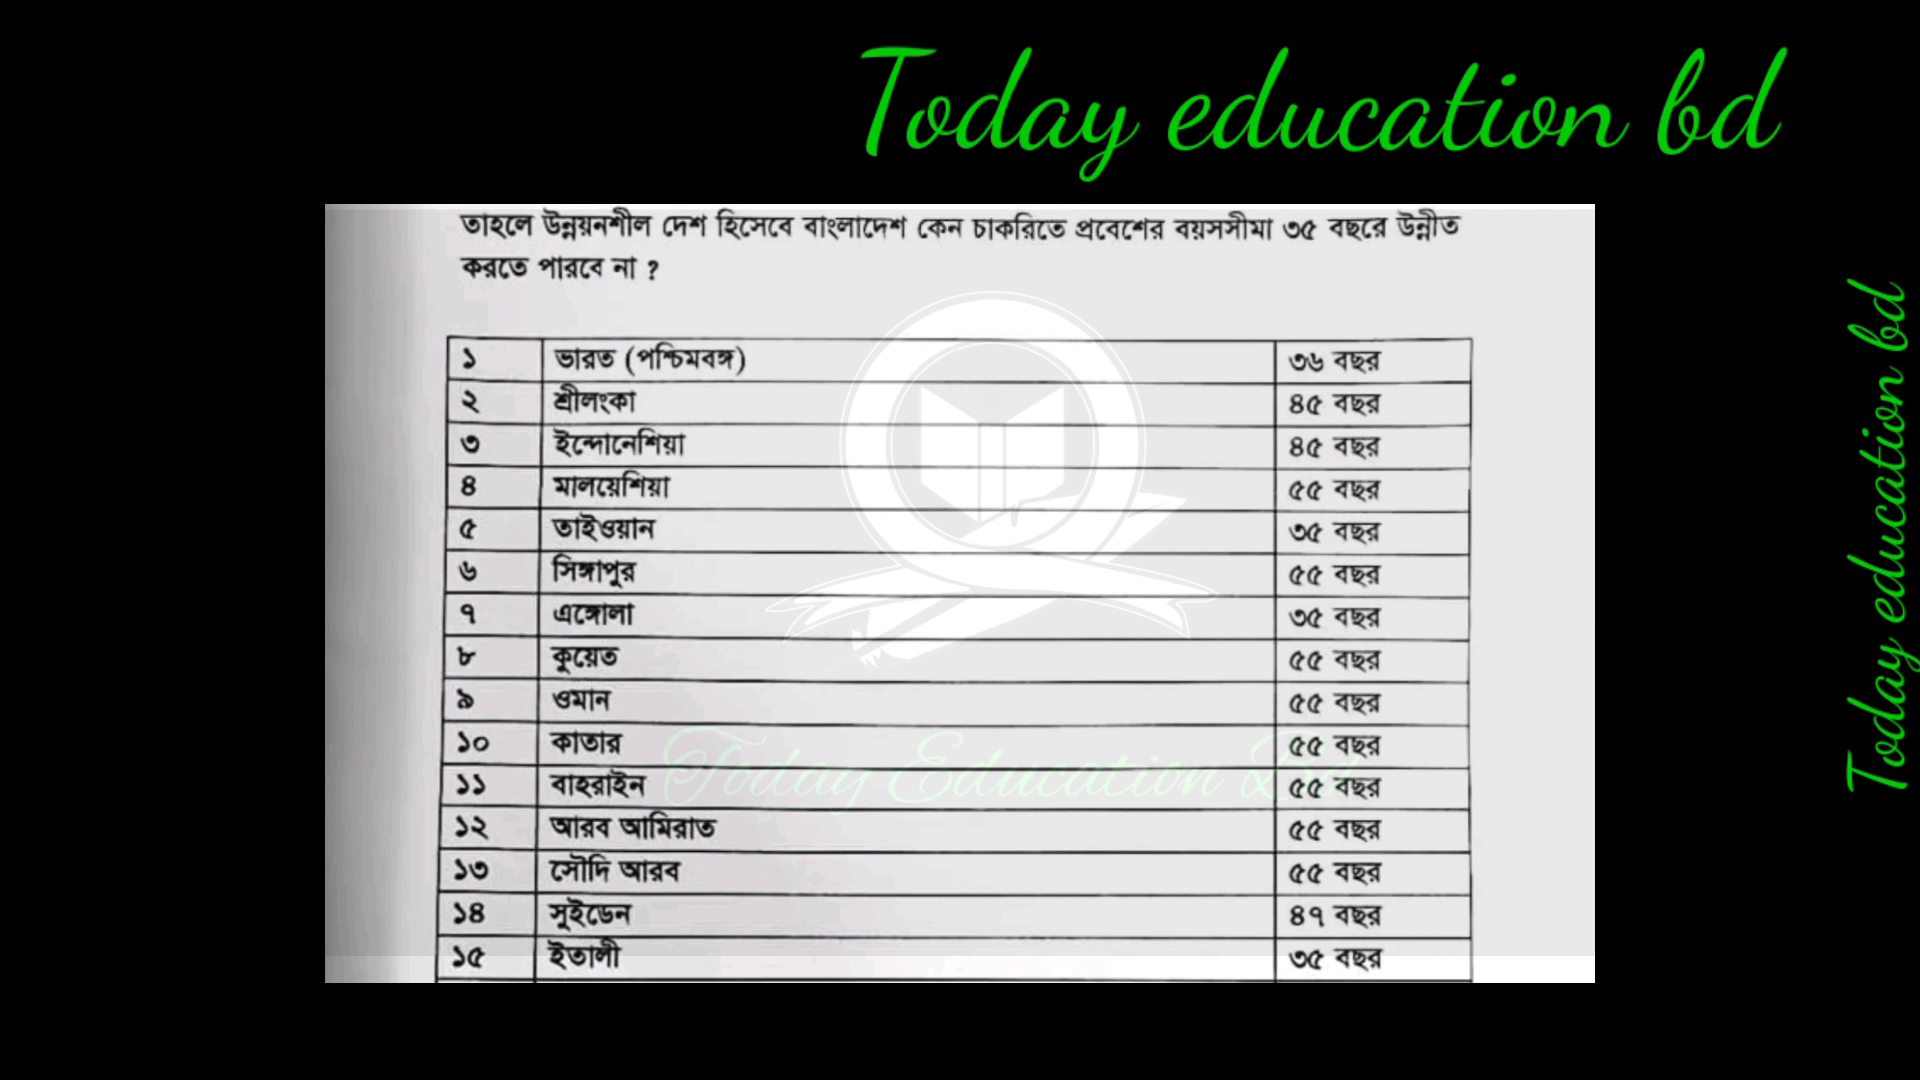 Today education bd
তাহলে উন্নয়নশীল দেশ হিসেবে বাংলাদেশ কেন চাকরিতে প্রবেশের বয়সসীমা ৩৫ বছরে উন্নীত
করতে পারবে না ?
১ ভারত (পশ্চিমবঙ্গ) ৩৬ বছর
২ শ্রীলংকা ৪৫ বছর
৩ ইন্দোনেশিয়া ৪৫ বছর
৪ মালয়েশিয়া ৫৫ বছর
৫ তাইওয়ান ৩৫ বছর
৬ সিঙ্গাপুর ৫৫ বছর
৭ এঙ্গোলা ৩৫ বছর
৮ কুয়েত ৫৫ বছর
৯ ওমান ৫৫ বছর
১০ কাতার ৫৫ বছর
Today Education Bd
১১ বাহরাইন ৫৫ বছর
১২ আরব আমিরাত ৫৫ বছর
১৩ সৌদি আরব ৫৫ বছর
১৪ সুইডেন ৪৭ বছর
১৫ ইতালী ৩৫ বছর
Today education bd